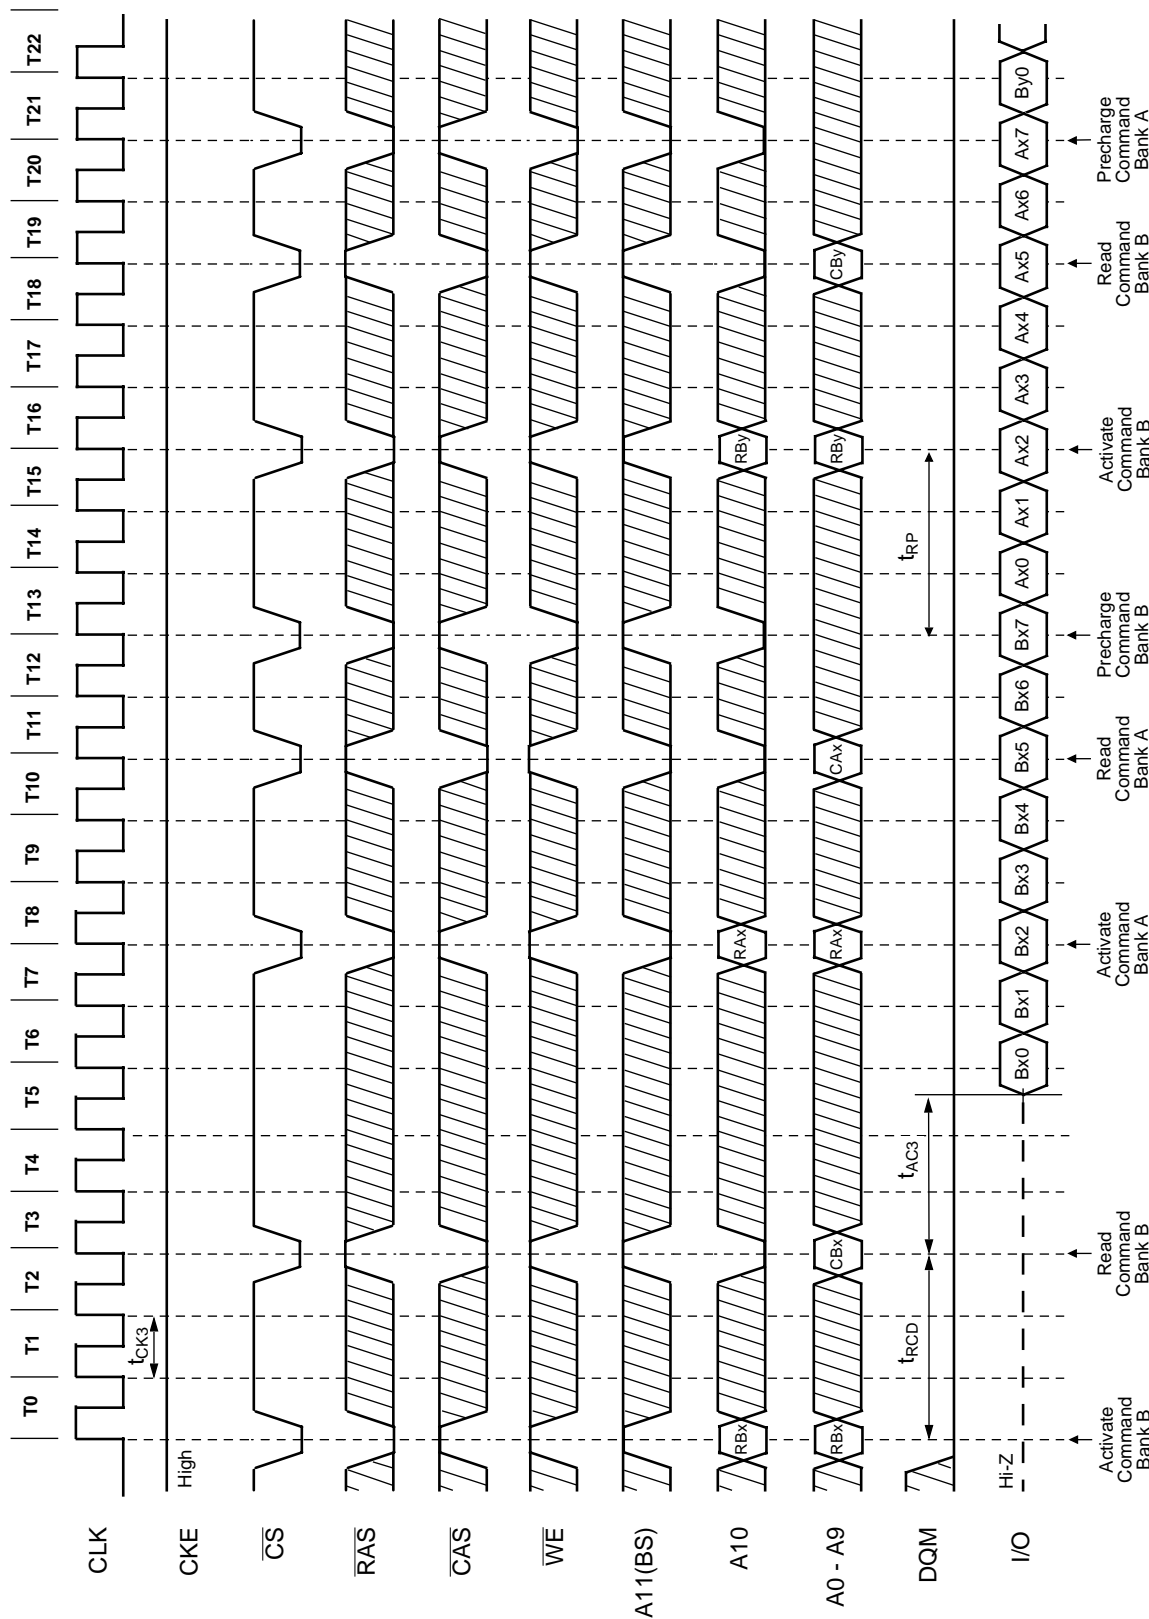 T0 T1 T2 T3 T4 T5 T6 T7 T8 T9 T10 T11 T12 T13 T14 T15 T16 T17 T18 T19 T20 T21 T22
CLK
tCK3
CKE
High
CS
RAS
CAS
WE
A11(BS)
A10
RBx RAx RBy
A0 - A9
RBx CBx RAx CAx RBy CBy
DQM
tRCD tAC3 tRP
I/O
Hi-Z
Bx0 Bx1 Bx2 Bx3 Bx4 Bx5 Bx6 Bx7 Ax0 Ax1 Ax2 Ax3 Ax4 Ax5 Ax6 Ax7 By0
Activate
Command
Bank B
Read
Command
Bank B
Activate
Command
Bank A
Read
Command
Bank A
Precharge
Command
Bank B
Activate
Command
Bank B
Read
Command
Bank B
Precharge
Command
Bank A